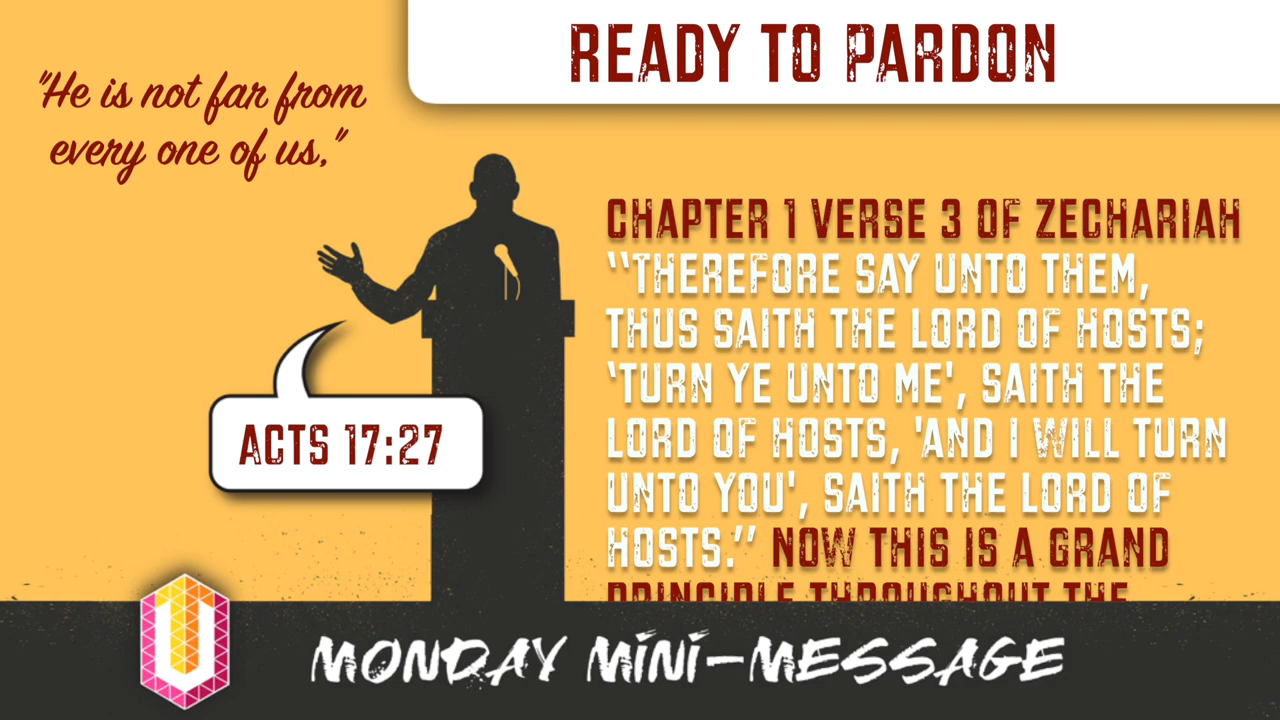 READY TO PARDON
"He is not far from
every one of us,"
ACTS 17:27
CHAPTER 1 VERSE 3 OF ZECHARIAH
“THEREFORE SAY UNTO THEM,
THUS SAITH THE LORD OF HOSTS;
'TURN YE UNTO ME', SAITH THE
LORD OF HOSTS, 'AND I WILL TURN
UNTO YOU', SAITH THE LORD OF
HOSTS.” NOW THIS IS A GRAND
PRINCIPLE THROUGHOUT THE
U
MONDAY MINI-MESSAGE